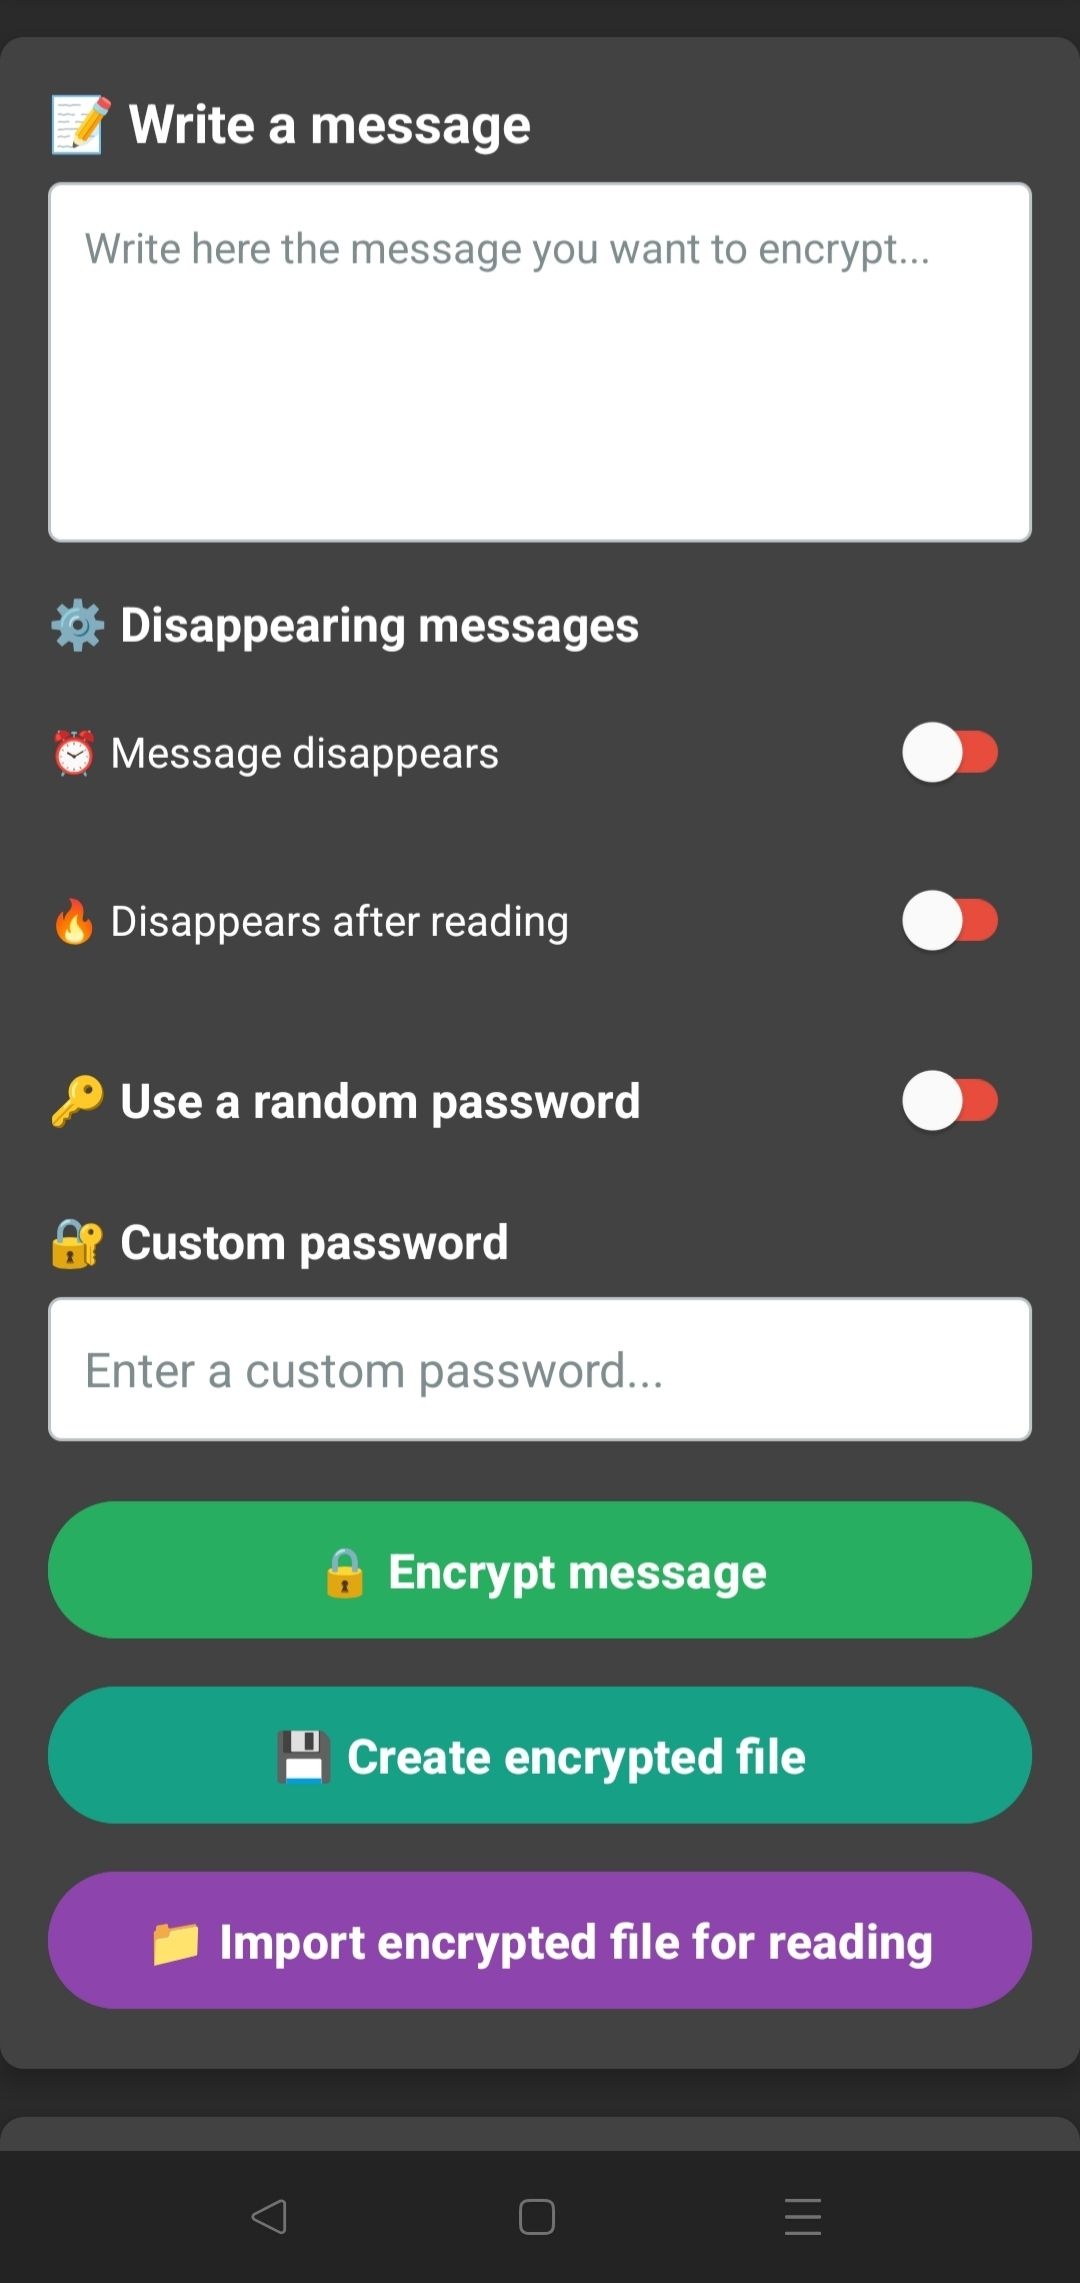 Write a message
Write here the message you want to encrypt...
Disappearing messages
Message disappears
Disappears after reading
Use a random password
Custom password
Enter a custom password...
Encrypt message
Create encrypted file
Import encrypted file for reading